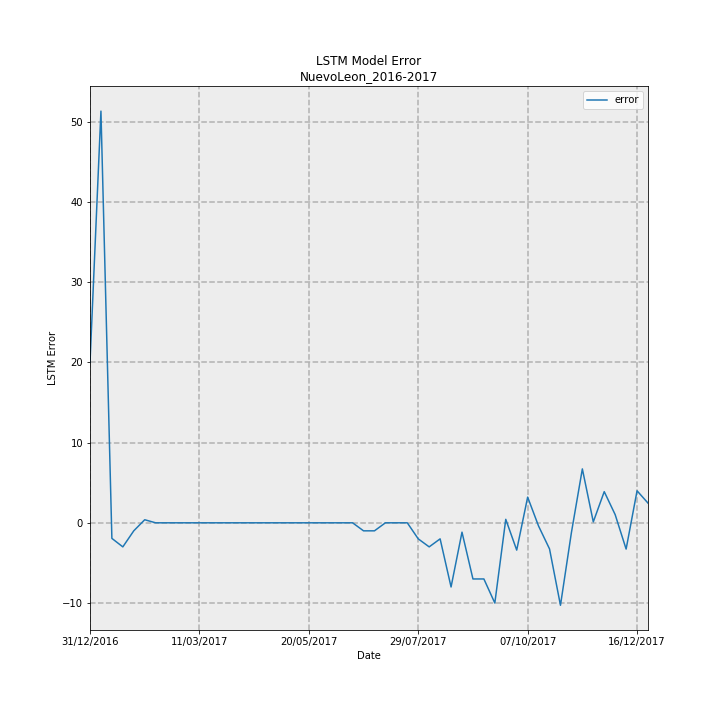 LSTM Model Error
NuevoLeon_2016-2017
error
50
40
30
20
10
0
−10
LSTM Error
31/12/2016 11/03/2017 20/05/2017 29/07/2017 07/10/2017 16/12/2017
Date